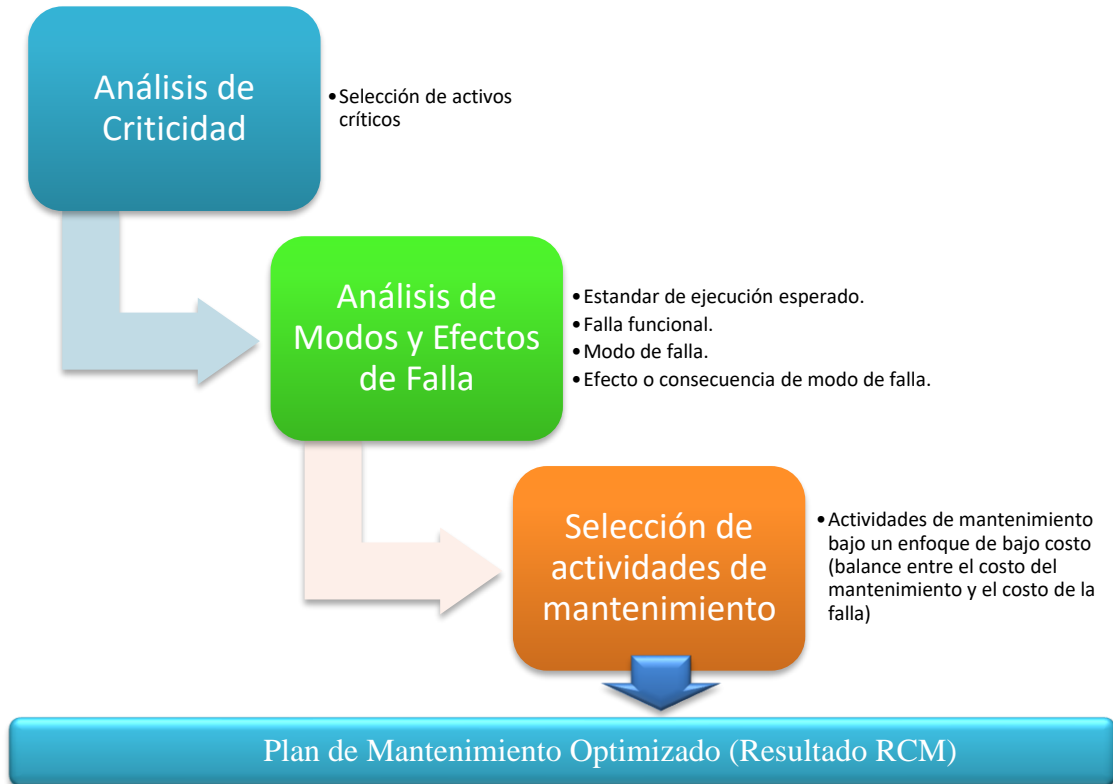 Análisis de
Criticidad
•Selección de activos
críticos
Análisis de
Modos y Efectos
de Falla
•Estandar de ejecución esperado.
•Falla funcional.
•Modo de falla.
•Efecto o consecuencia de modo de falla.
Selección de
actividades de
mantenimiento
•Actividades de mantenimiento
bajo un enfoque de bajo costo
(balance entre el costo del
mantenimiento y el costo de la
falla)
Plan de Mantenimiento Optimizado (Resultado RCM)